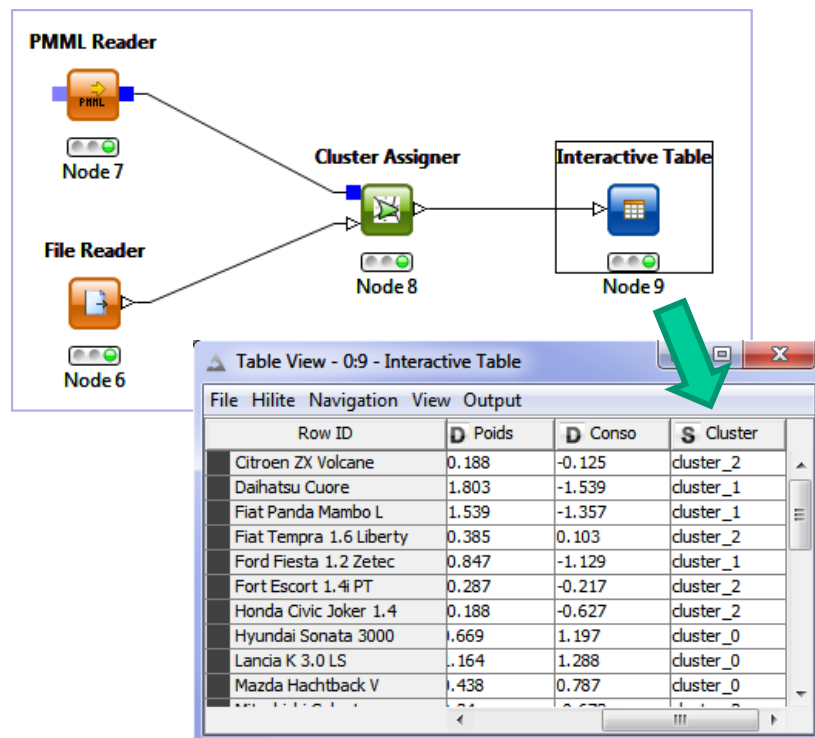 PMML Reader
PMML
Node 7
Cluster Assigner
Interactive Table
File Reader
Node 8
Node 9
Node 6
Table View - 0:9 - Interactive Table
File Hilite Navigation View Output
Row ID D Poids D Conso S Cluster
Citroen ZX Volcane 0.188 -0.125 cluster_2
Daihatsu Cuore 1.803 -1.539 cluster_1
Fiat Panda Mambo L 1.539 -1.357 cluster_1
Fiat Tempra 1.6 Liberty 0.385 0.103 cluster_2
Ford Fiesta 1.2 Zetec 0.847 -1.129 cluster_1
Fort Escort 1.4i PT 0.287 -0.217 cluster_2
Honda Civic Joker 1.4 0.188 -0.627 cluster_2
Hyundai Sonata 3000 .669 1.197 cluster_0
Lancia K 3.0 LS .164 1.288 cluster_0
Mazda Hachtback V .438 0.787 cluster_0